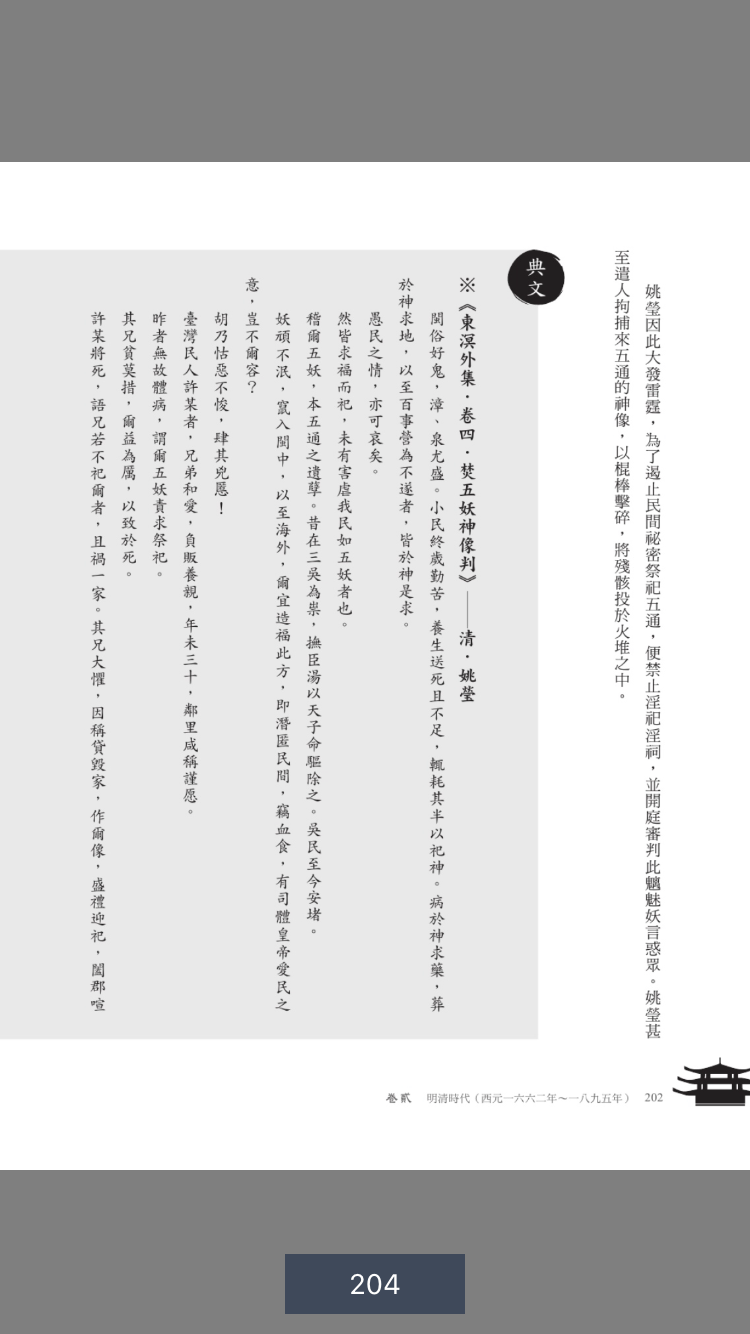 姚瑩因此大發雷霆，為了遏止民間祕密祭祀五通，便禁止淫祀淫祠，並開庭審判此魑魅妖言惑眾。姚瑩甚
至遣人拘捕來五通的神像，以棍棒擊碎，將殘骸投於火堆之中。
典文
※《東溟外集．卷四．焚五妖神像判》——清．姚瑩
閩俗好鬼，漳、泉尤盛。小民終歲勤苦，養生送死且不足，輒耗其半以祀神。病於神求藥，葬
於神求地，以至百事營為不遂者，皆於神是求。
愚民之情，亦可哀矣。
然皆求福而祀，未有害虐我民如五妖者也。
稽爾五妖，本五通之遺孽。昔在三吳為祟，撫臣湯以天子命驅除之。吳民至今安堵。
妖頑不泯，竄入閩中，以至海外，爾宜造福此方，即潛匿民間，竊血食，有司體皇帝愛民之
意，豈不爾容？
胡乃怙惡不悛，肆其兇慝！
臺灣民人許某者，兄弟和愛，負販養親，年未三十，鄰里咸稱謹愿。
昨者無故體病，謂爾五妖責求祭祀。
其兄貧莫措，爾益為厲，以致於死。
許某將死，語兄若不祀爾者，且禍一家。其兄大懼，因稱貸毀家，作爾像，盛禮迎祀，闔郡喧
卷貳 明清時代（西元一六六二年～一八九五年） 202
204